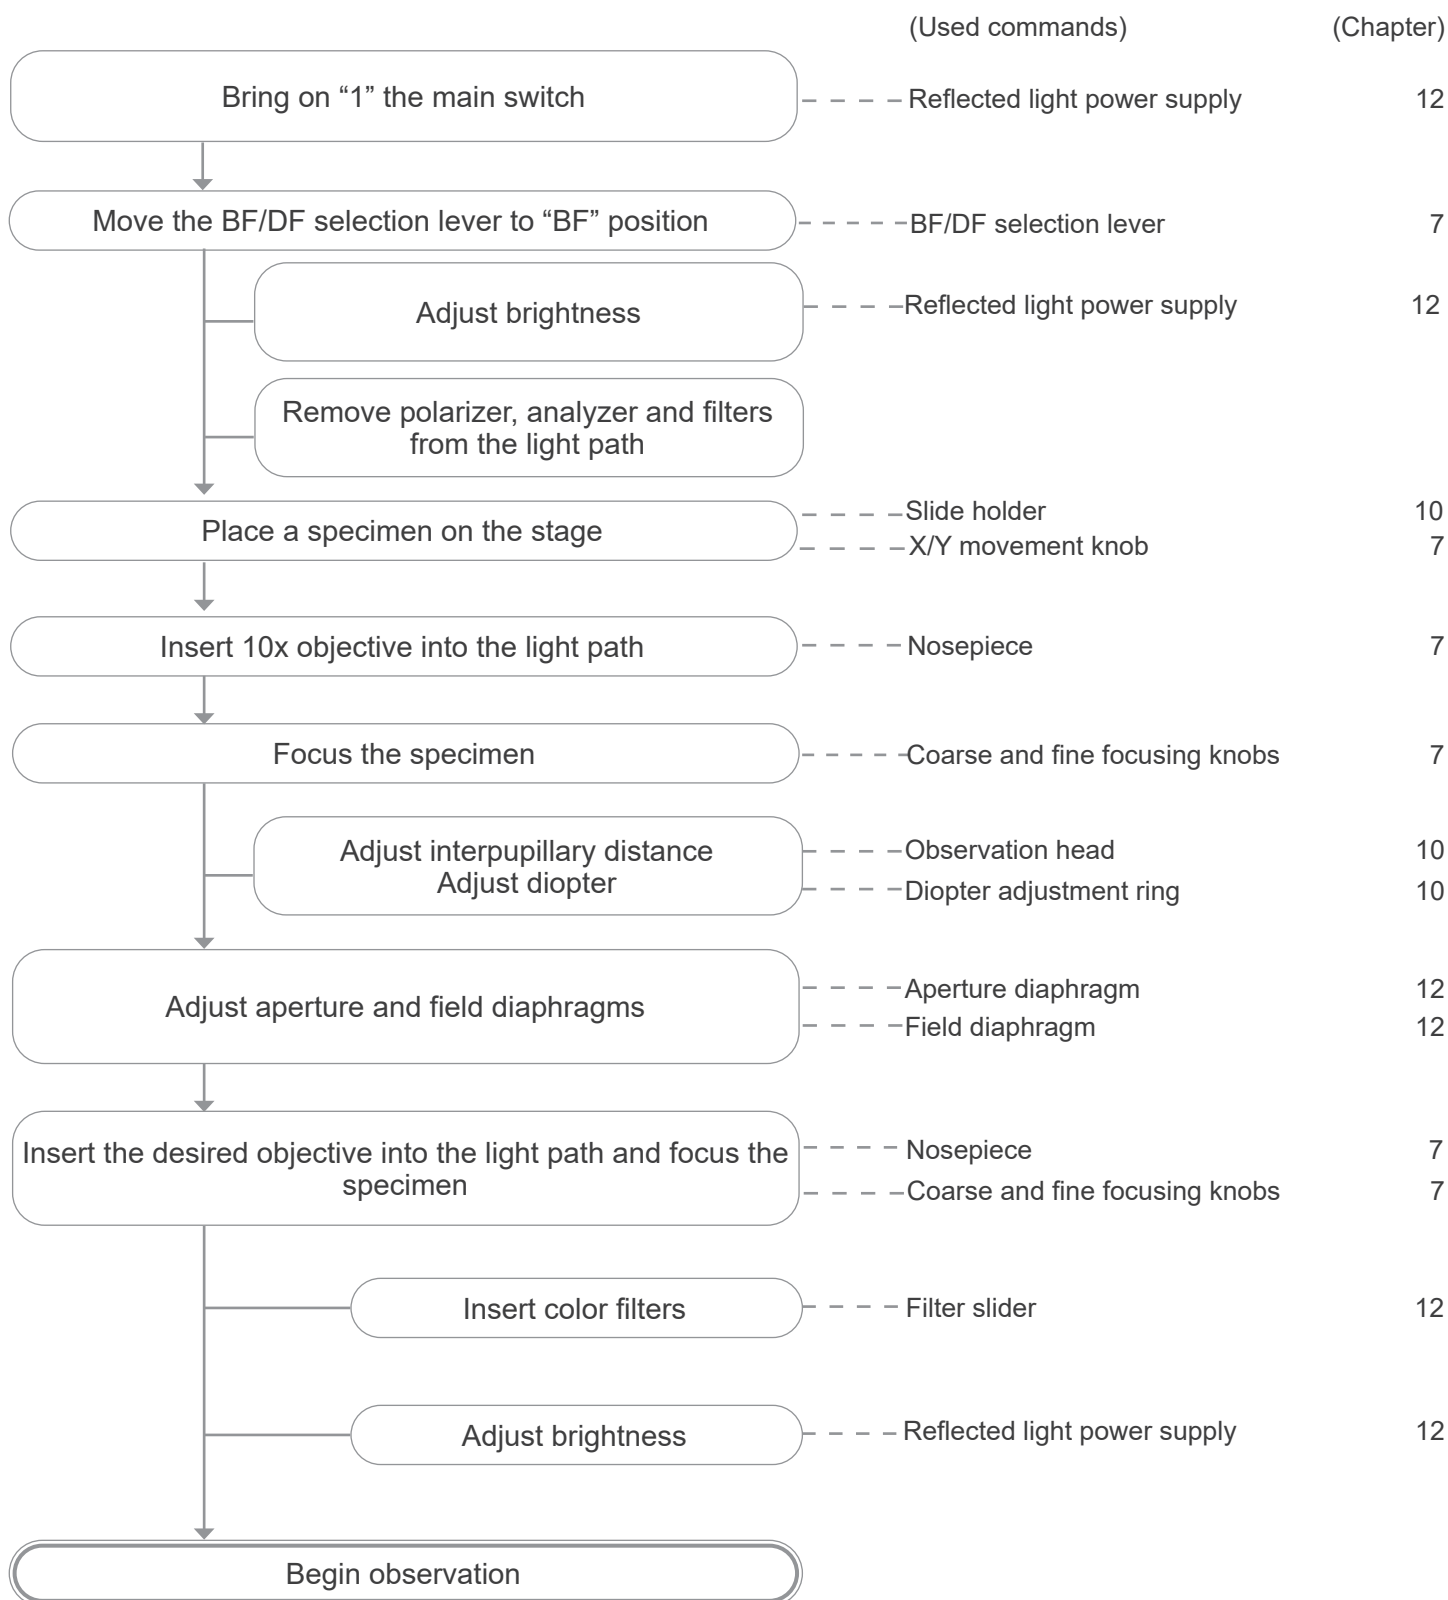 (Used commands) (Chapter)
Bring on “1” the main switch Reflected light power supply 12
Move the BF/DF selection lever to “BF” position BF/DF selection lever 7
Adjust brightness Reflected light power supply 12
Remove polarizer, analyzer and filters
from the light path
Place a specimen on the stage
Slide holder 10
X/Y movement knob 7
Insert 10x objective into the light path Nosepiece 7
Focus the specimen Coarse and fine focusing knobs 7
Adjust interpupillary distance Observation head 10
Adjust diopter Diopter adjustment ring 10
Adjust aperture and field diaphragms
Aperture diaphragm 12
Field diaphragm 12
Insert the desired objective into the light path and focus the Nosepiece 7
specimen Coarse and fine focusing knobs 7
Insert color filters Filter slider 12
Adjust brightness Reflected light power supply 12
Begin observation